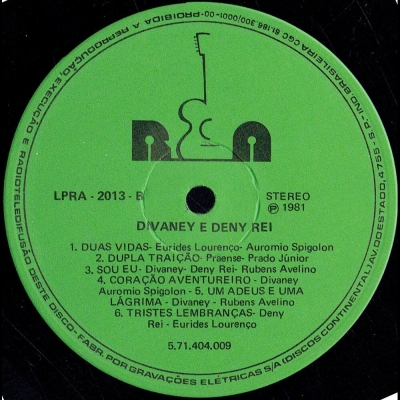 R&A
LPRA - 2013 - B
STEREO
℗ 1981
DIVANEY E DENY REI
1. DUAS VIDAS- Eurides Lourenço- Auromio Spigolon
2. DUPLA TRAIÇÃO- Praense- Prado Júnior
3. SOU EU- Divaney- Deny Rei- Rubens Avelino
4. CORAÇÃO AVENTUREIRO- Divaney
Auromio Spigolon- 5. UM ADEUS E UMA
LÀGRIMA - Divaney - Rubens Avelino
6. TRISTES LEMBRANÇAS- Deny
Rei - Eurides Lourenço
5.71.404.009
PROIBIDA A REPRODUÇÃO, EXECUÇÃO E RADIOTELEDIFUSÃO DESTE DISCO- FABR. POR GRAVAÇÕES ELÉTRICAS S/A (DISCOS CONTINENTAL) AV. DO ESTADO, 4755 - S.P.- IND. BRASILEIRA CGC 61.186.300/0001-00-